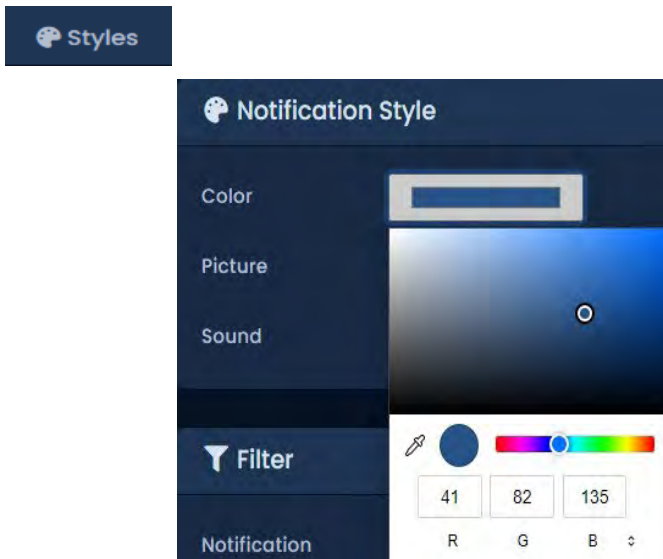 Styles
Notification Style
Color
Picture
Sound
Filter
41 82 135
R G B
Notification